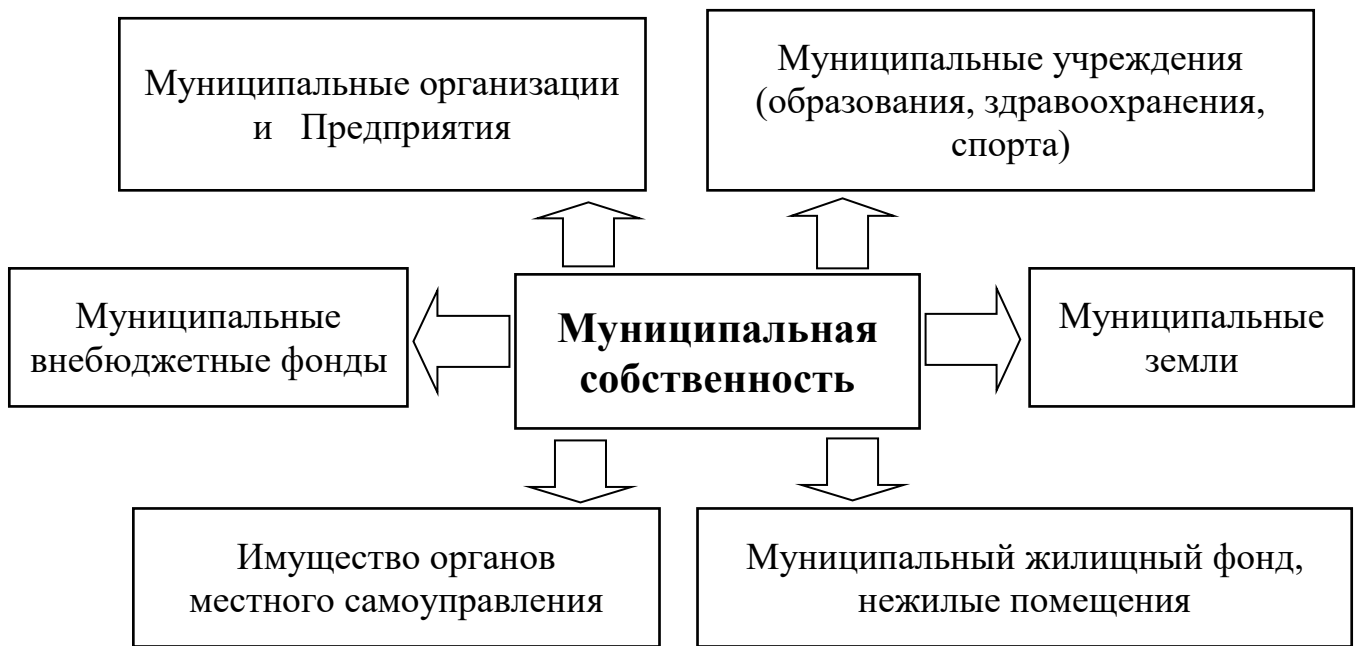 Муниципальные организации
и Предприятия
Муниципальные учреждения
(образования, здравоохранения,
спорта)
Муниципальные
внебюджетные фонды
Муниципальная
собственность
Муниципальные
земли
Имущество органов
местного самоуправления
Муниципальный жилищный фонд,
нежилые помещения